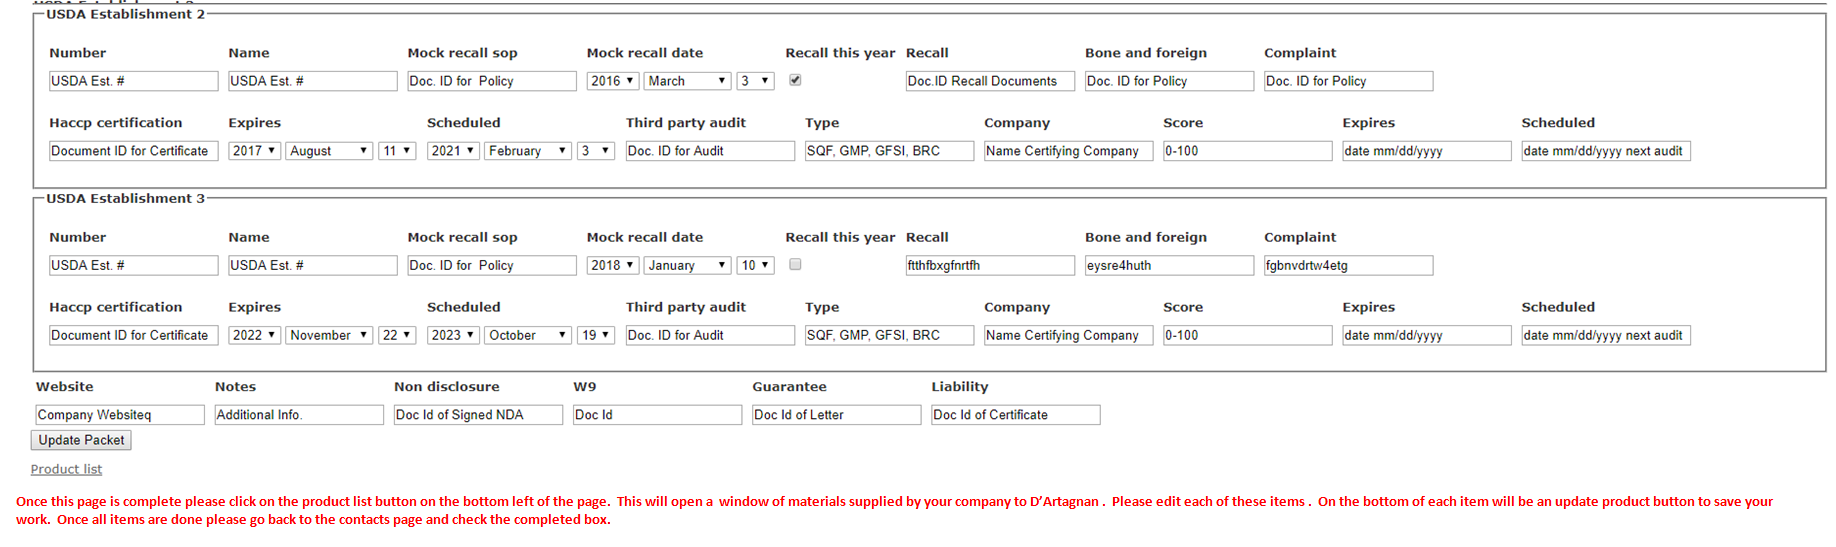 USDA Establishment 2
Number Name Mock recall sop Mock recall date Recall this year Recall Bone and foreign Complaint
USDA Est. # USDA Est. # Doc. ID for Policy 2016 March 3 Doc.ID Recall Documents Doc. ID for Policy Doc. ID for Policy
Haccp certification Expires Scheduled Third party audit Type Company Score Expires Scheduled
Document ID for Certificate 2017 August 11 2021 February 3 Doc. ID for Audit SQF, GMP, GFSI, BRC Name Certifying Company 0-100 date mm/dd/yyyy date mm/dd/yyyy next audit
USDA Establishment 3
Number Name Mock recall sop Mock recall date Recall this year Recall Bone and foreign Complaint
USDA Est. # USDA Est. # Doc. ID for Policy 2018 January 10 ftthfbxgfnrtfh eysre4huth fgbnvdrtw4etg
Haccp certification Expires Scheduled Third party audit Type Company Score Expires Scheduled
Document ID for Certificate 2022 November 22 2023 October 19 Doc. ID for Audit SQF, GMP, GFSI, BRC Name Certifying Company 0-100 date mm/dd/yyyy date mm/dd/yyyy next audit
Website Notes Non disclosure W9 Guarantee Liability
Company Websiteq Additional Info. Doc Id of Signed NDA Doc Id Doc Id of Letter Doc Id of Certificate
Update Packet
Product list
Once this page is complete please click on the product list button on the bottom left of the page. This will open a window of materials supplied by your company to D’Artagnan . Please edit each of these items . On the bottom of each item will be an update product button to save your
work. Once all items are done please go back to the contacts page and check the completed box.